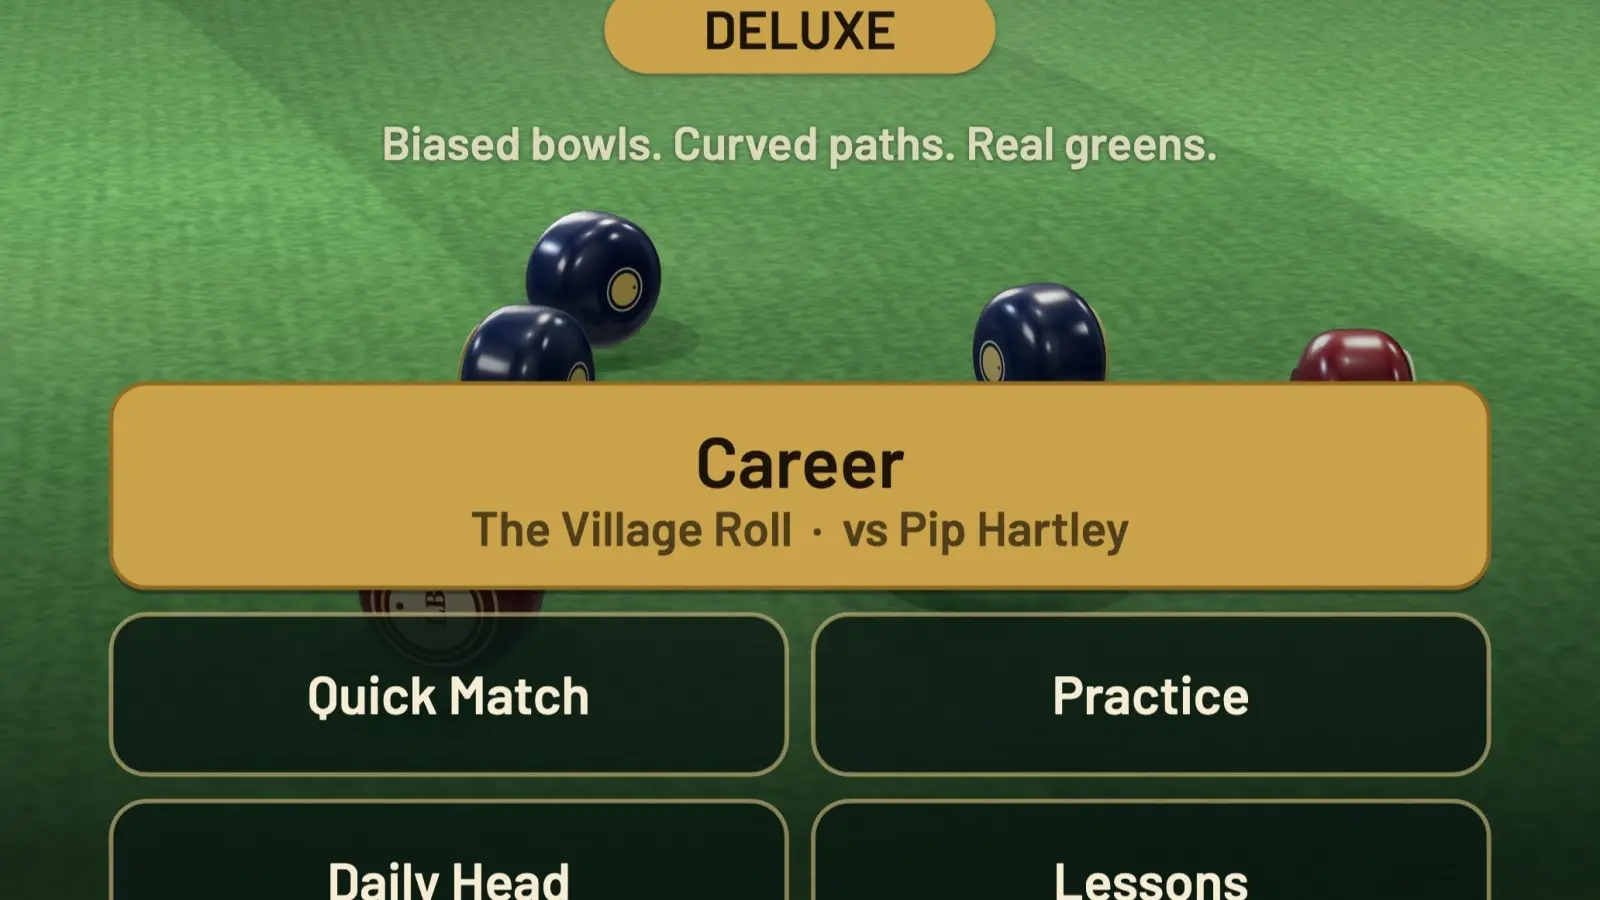 DELUXE
Biased bowls. Curved paths. Real greens.
Career
The Village Roll · vs Pip Hartley
LB
Quick Match
Practice
Daily Head
Lessons